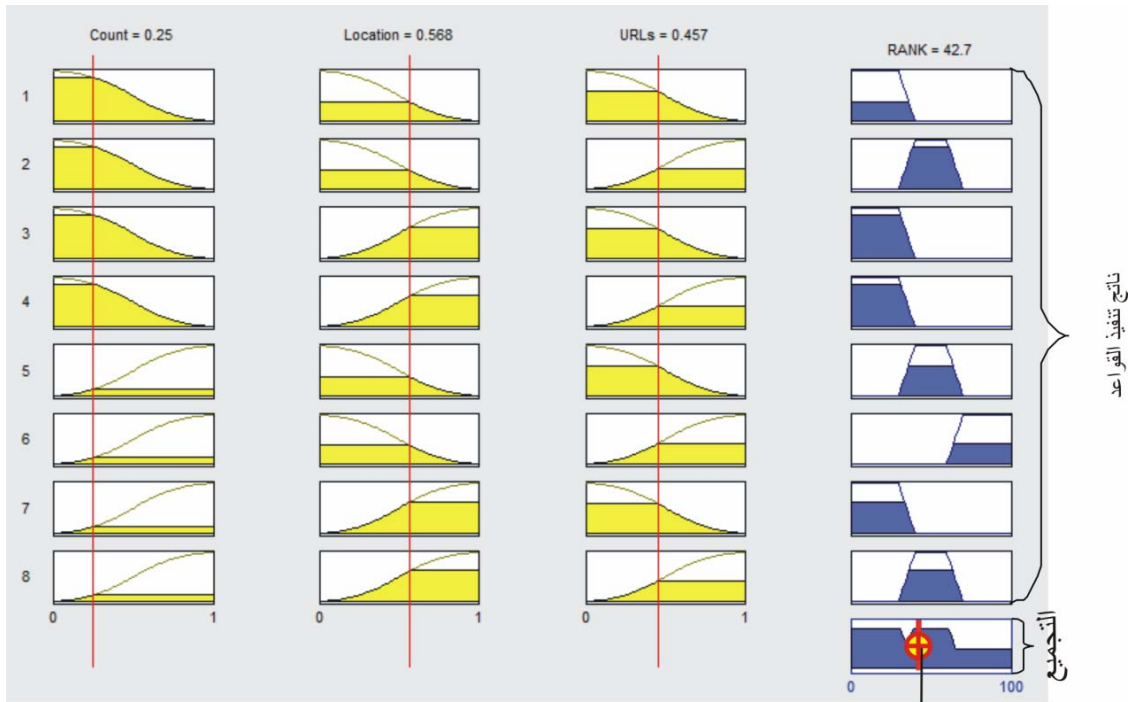 Count = 0.25
Location = 0.568
URLs = 0.457
RANK = 42.7
1
2
3
4
5
6
7
8
0
1
0
1
0
1
0
100
ناتج تنفيذ القواعد
التجميع